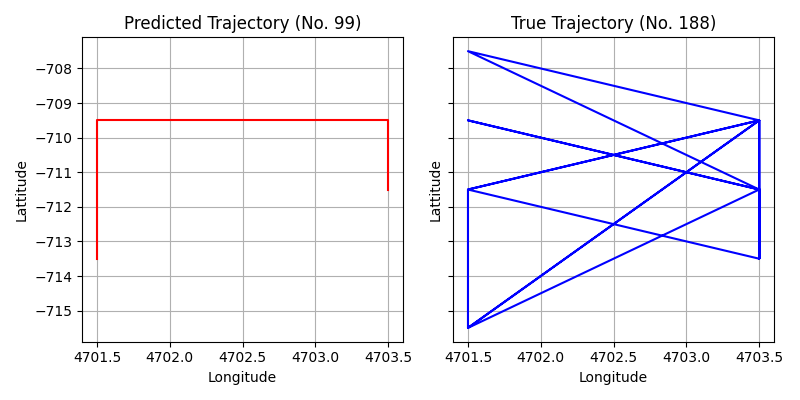 Predicted Trajectory (No. 99)
−708
−709
−710
−711
−712
−713
−714
−715
Lattitude
4701.5 4702.0 4702.5 4703.0 4703.5
Longitude
True Trajectory (No. 188)
Lattitude
4701.5 4702.0 4702.5 4703.0 4703.5
Longitude